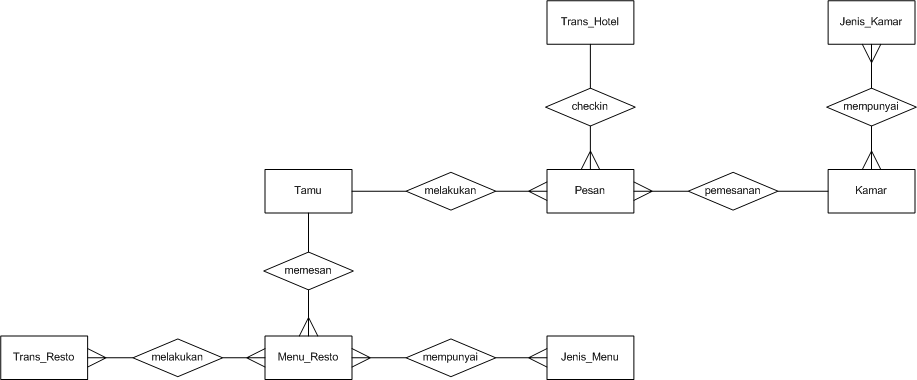 Trans_Hotel
Jenis_Kamar
checkin
mempunyai
Tamu
melakukan
Pesan
pemesanan
Kamar
memesan
Trans_Resto
melakukan
Menu_Resto
mempunyai
Jenis_Menu